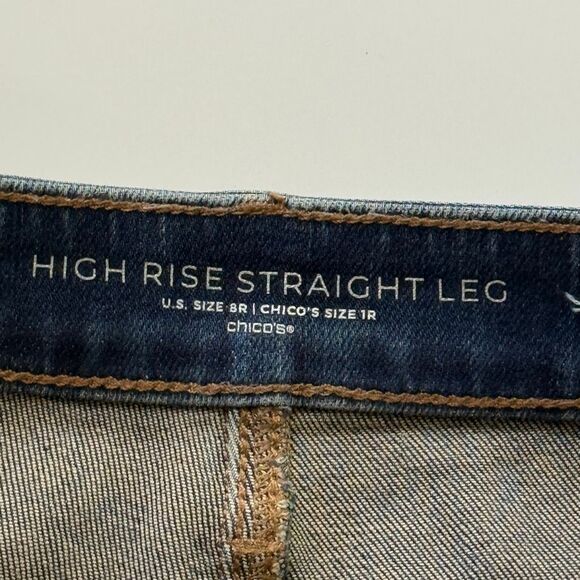 HIGH RISE STRAIGHT LEG
U.S. SIZE 8R | CHICO'S SIZE 1R
chico's®